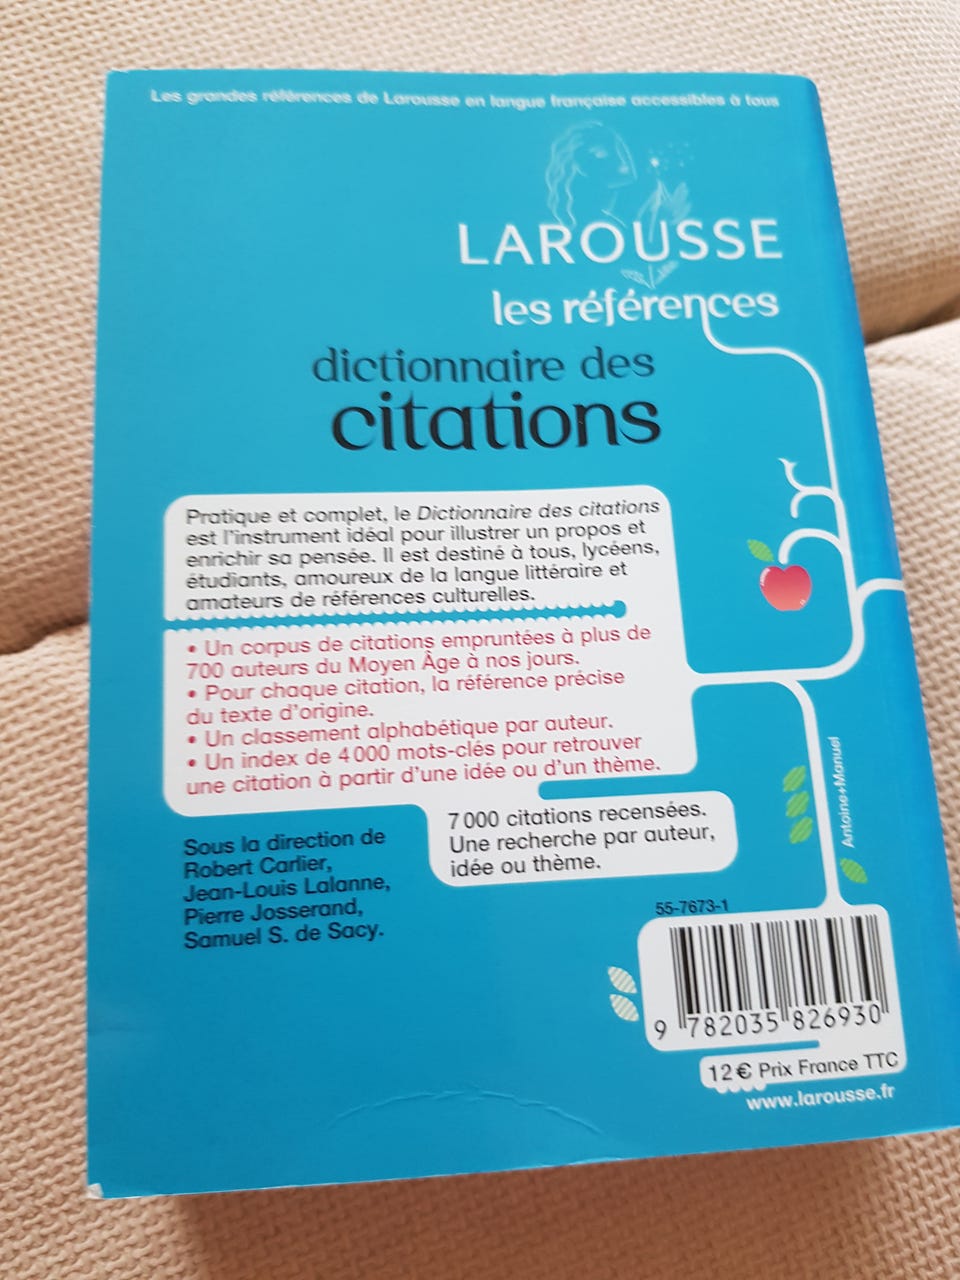 Les grandes références de Larousse en langue française accessibles à tous
LAROUSSE
les références
dictionnaire des
citations
Pratique et complet, le Dictionnaire des citations
est l'instrument idéal pour illustrer un propos et
enrichir sa pensée. Il est destiné à tous, lycéens,
étudiants, amoureux de la langue littéraire et
amateurs de références culturelles.
• Un corpus de citations empruntées à plus de
700 auteurs du Moyen Âge à nos jours.
• Pour chaque citation, la référence précise
du texte d'origine.
• Un classement alphabétique par auteur.
• Un index de 4 000 mots-clés pour retrouver
une citation à partir d'une idée ou d'un thème.
7 000 citations recensées.
Une recherche par auteur,
idée ou thème.
Sous la direction de
Robert Carlier,
Jean-Louis Lalanne,
Pierre Josserand,
Samuel S. de Sacy.
Antoine+Manuel
55-7673-1
9 782035 826930
12 € Prix France TTC
www.larousse.fr